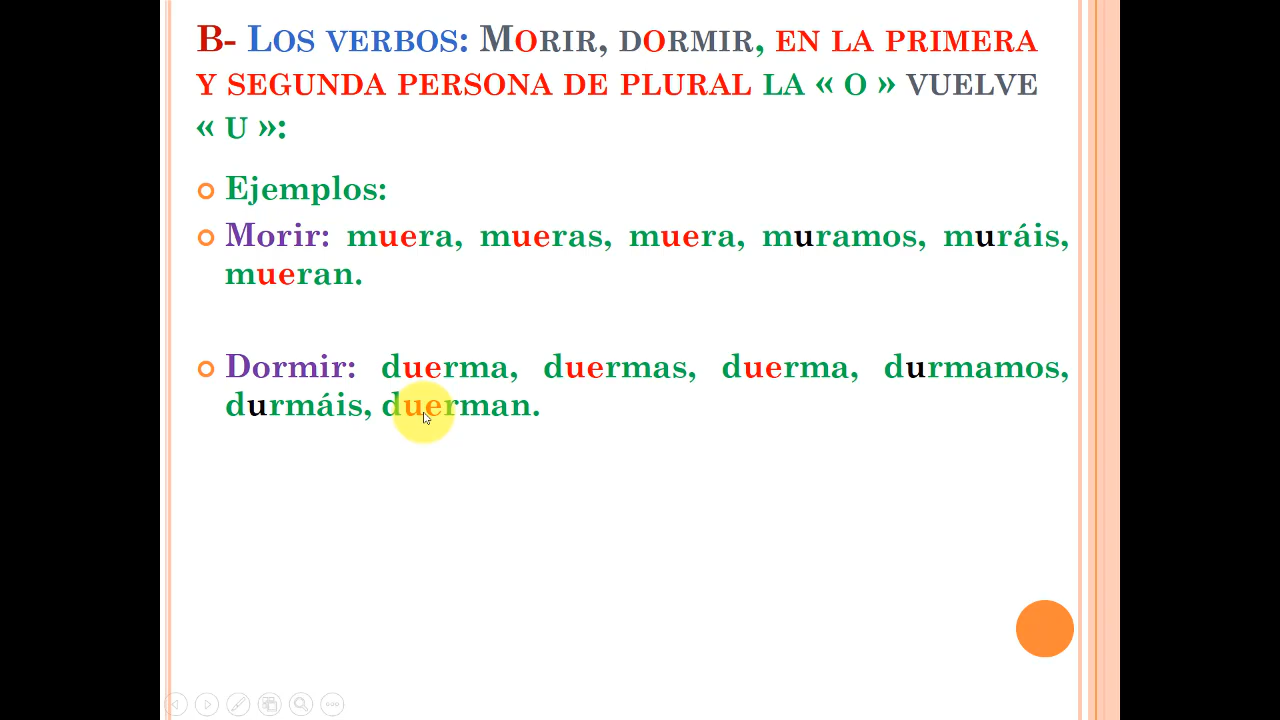 B- Los verbos: Morir, dormir, en la primera
y segunda persona de plural la « o » vuelve
« u »:
Ejemplos:
Morir: muera, mueras, muera, muramos, muráis,
mueran.
Dormir: duerma, duermas, duerma, durmamos,
durmáis, duerman.